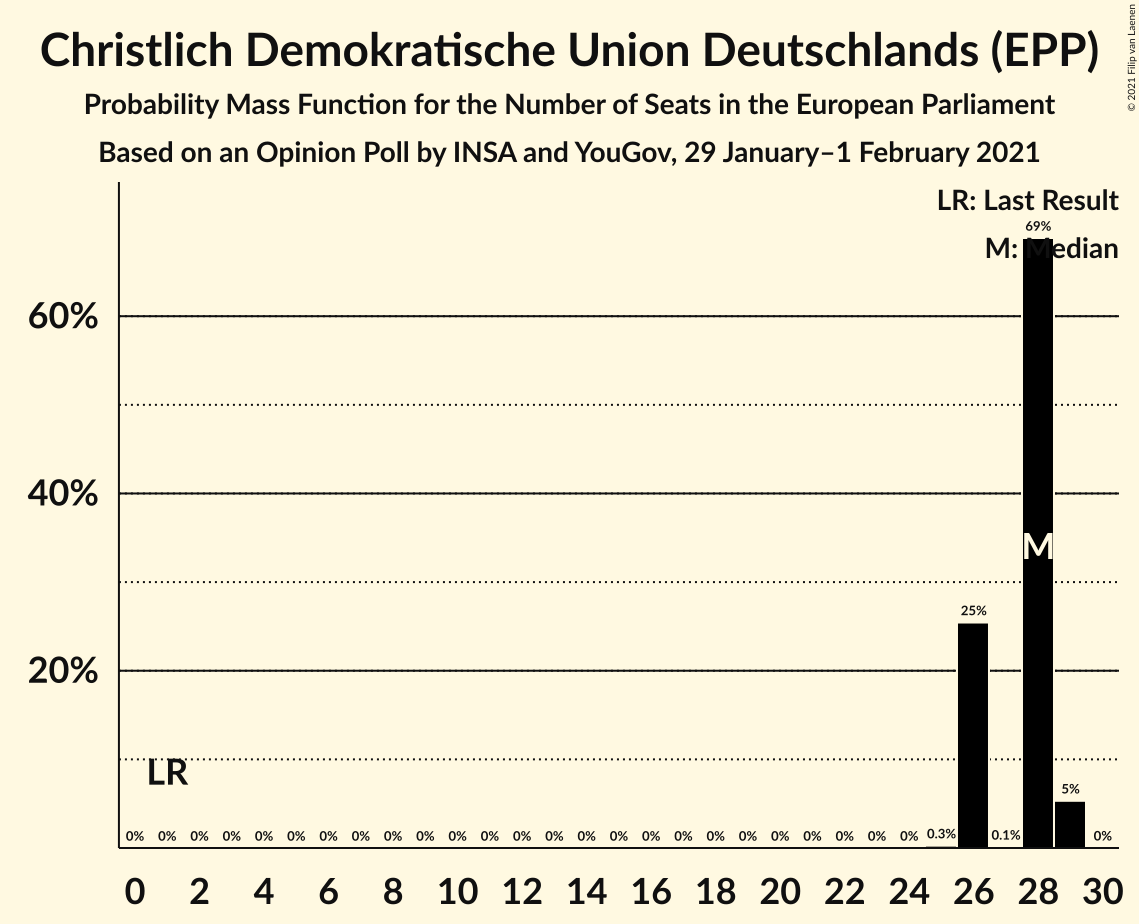 Christlich Demokratische Union Deutschlands (EPP)
Probability Mass Function for the Number of Seats in the European Parliament
Based on an Opinion Poll by INSA and YouGov, 29 January–1 February 2021
© 2021 Filip van Laenen
LR: Last Result
M: Median
69%
60%
40%
M
25%
20%
LR
5%
0% 0% 0% 0% 0% 0% 0% 0% 0% 0% 0% 0% 0% 0% 0% 0% 0% 0% 0% 0% 0% 0% 0% 0% 0% 0.3% 0.1% 0%
0 2 4 6 8 10 12 14 16 18 20 22 24 26 28 30